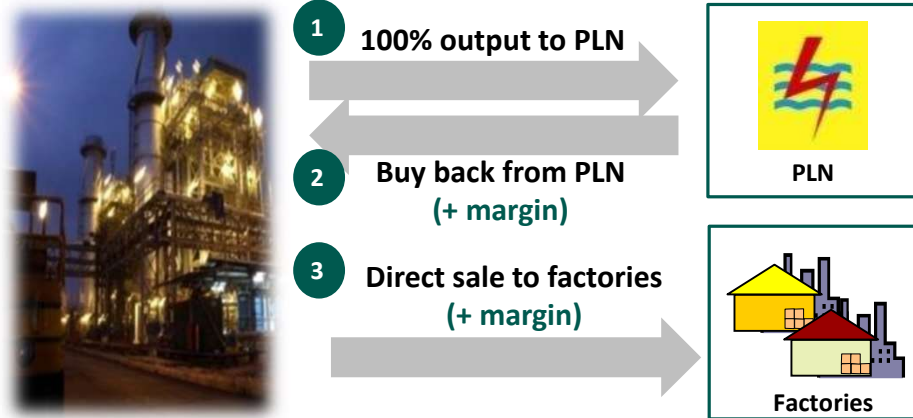 1
100% output to PLN
2
Buy back from PLN
(+ margin)
3
Direct sale to factories
(+ margin)
PLN
Factories